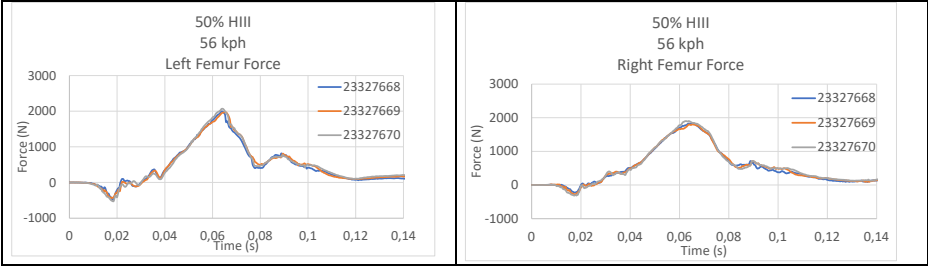 50% HIII
56 kph
Left Femur Force
3000
2000
1000
0
-1000
Force (N)
23327668
23327669
23327670
0 0,02 0,04 0,06 0,08 0,1 0,12 0,14
Time (s)
50% HIII
56 kph
Right Femur Force
3000
2000
1000
0
-1000
Force (N)
23327668
23327669
23327670
0 0,02 0,04 0,06 0,08 0,1 0,12 0,14
Time (s)